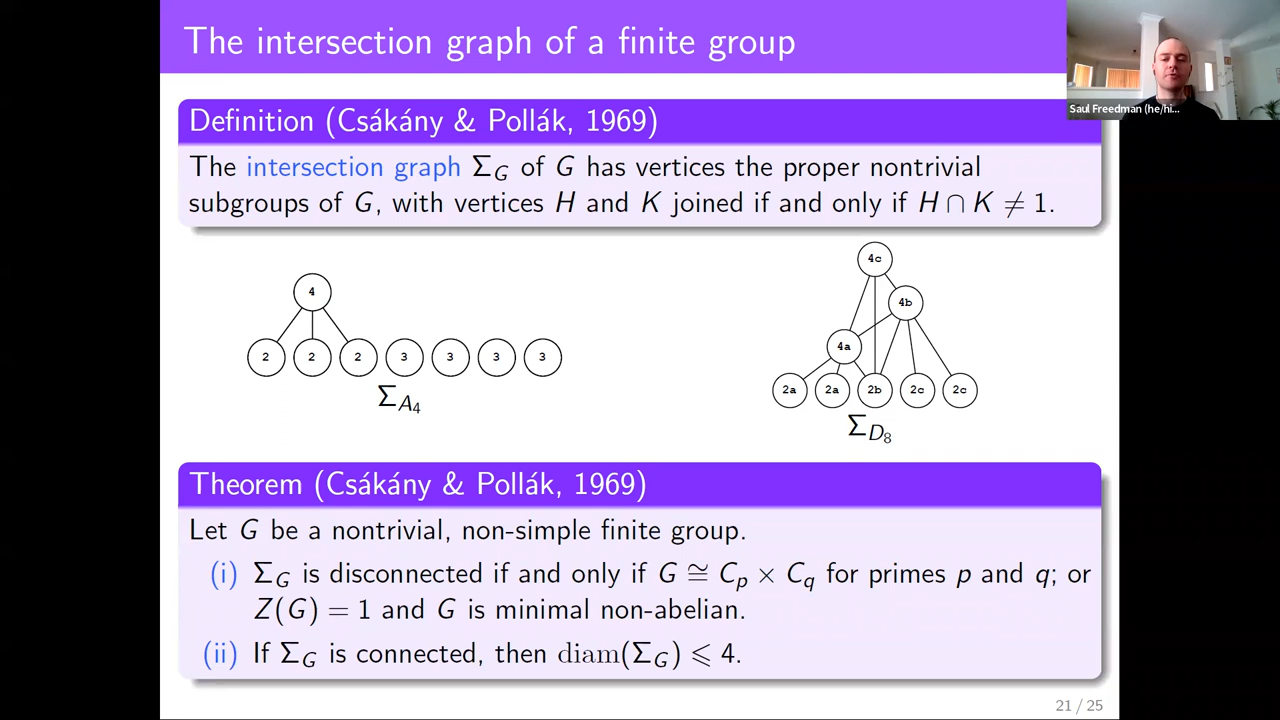 The intersection graph of a finite group
Saul Freedman (he/hi...
Definition (Csákány & Pollák, 1969)
The intersection graph Σ_G of G has vertices the proper nontrivial
subgroups of G, with vertices H and K joined if and only if H ∩ K ≠ 1.
4
2 2 2 3 3 3 3
Σ_{A_4}
4c
4b
4a
2a 2a 2b 2c 2c
Σ_{D_8}
Theorem (Csákány & Pollák, 1969)
Let G be a nontrivial, non-simple finite group.
(i) Σ_G is disconnected if and only if G ≅ C_p × C_q for primes p and q; or
Z(G) = 1 and G is minimal non-abelian.
(ii) If Σ_G is connected, then diam(Σ_G) ⩽ 4.
21 / 25